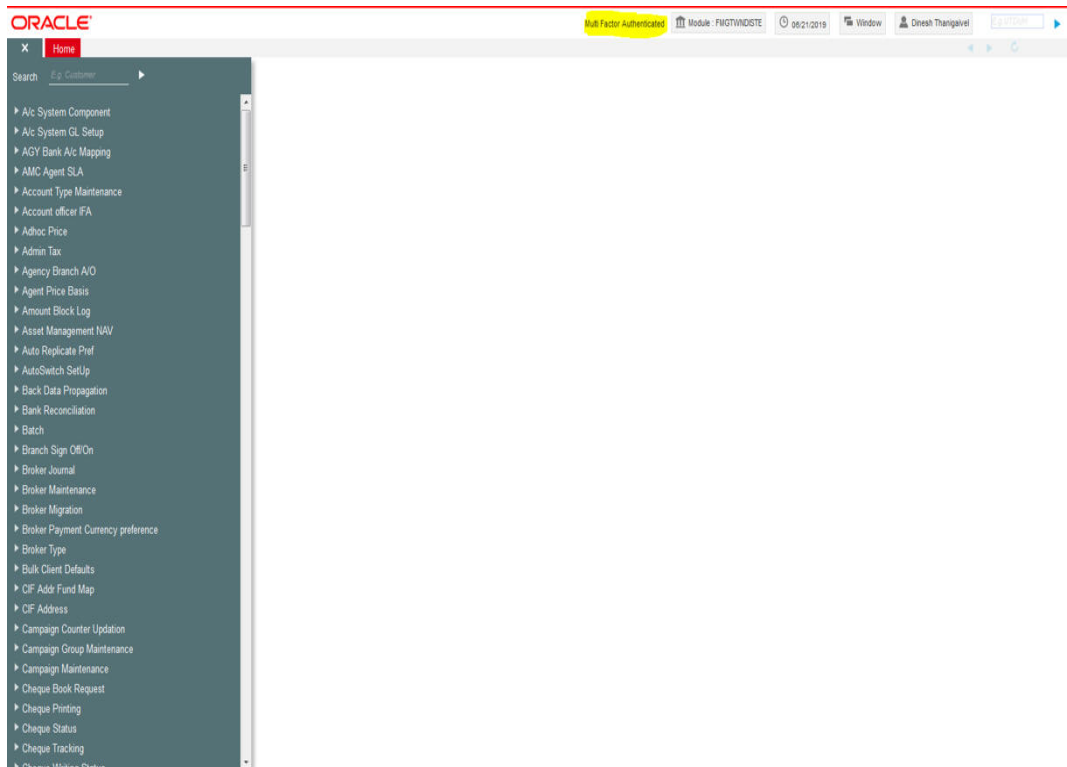 ORACLE®
Multi Factor Authenticated Module : FMGTWNDISTE 06/21/2019 Window Dinesh Thanigaivel
X Home
Search E.g. Customer
A/c System Component
A/c System GL Setup
AGY Bank A/c Mapping
AMC Agent SLA
Account Type Maintenance
Account officer IFA
Adhoc Price
Admin Tax
Agency Branch A/O
Agent Price Basis
Amount Block Log
Asset Management NAV
Auto Replicate Pref
AutoSwitch SetUp
Back Data Propagation
Bank Reconciliation
Batch
Branch Sign Off/On
Broker Journal
Broker Maintenance
Broker Migration
Broker Payment Currency preference
Broker Type
Bulk Client Defaults
CIF Addr Fund Map
CIF Address
Campaign Counter Updation
Campaign Group Maintenance
Campaign Maintenance
Cheque Book Request
Cheque Printing
Cheque Status
Cheque Tracking
Cheque Writing Status